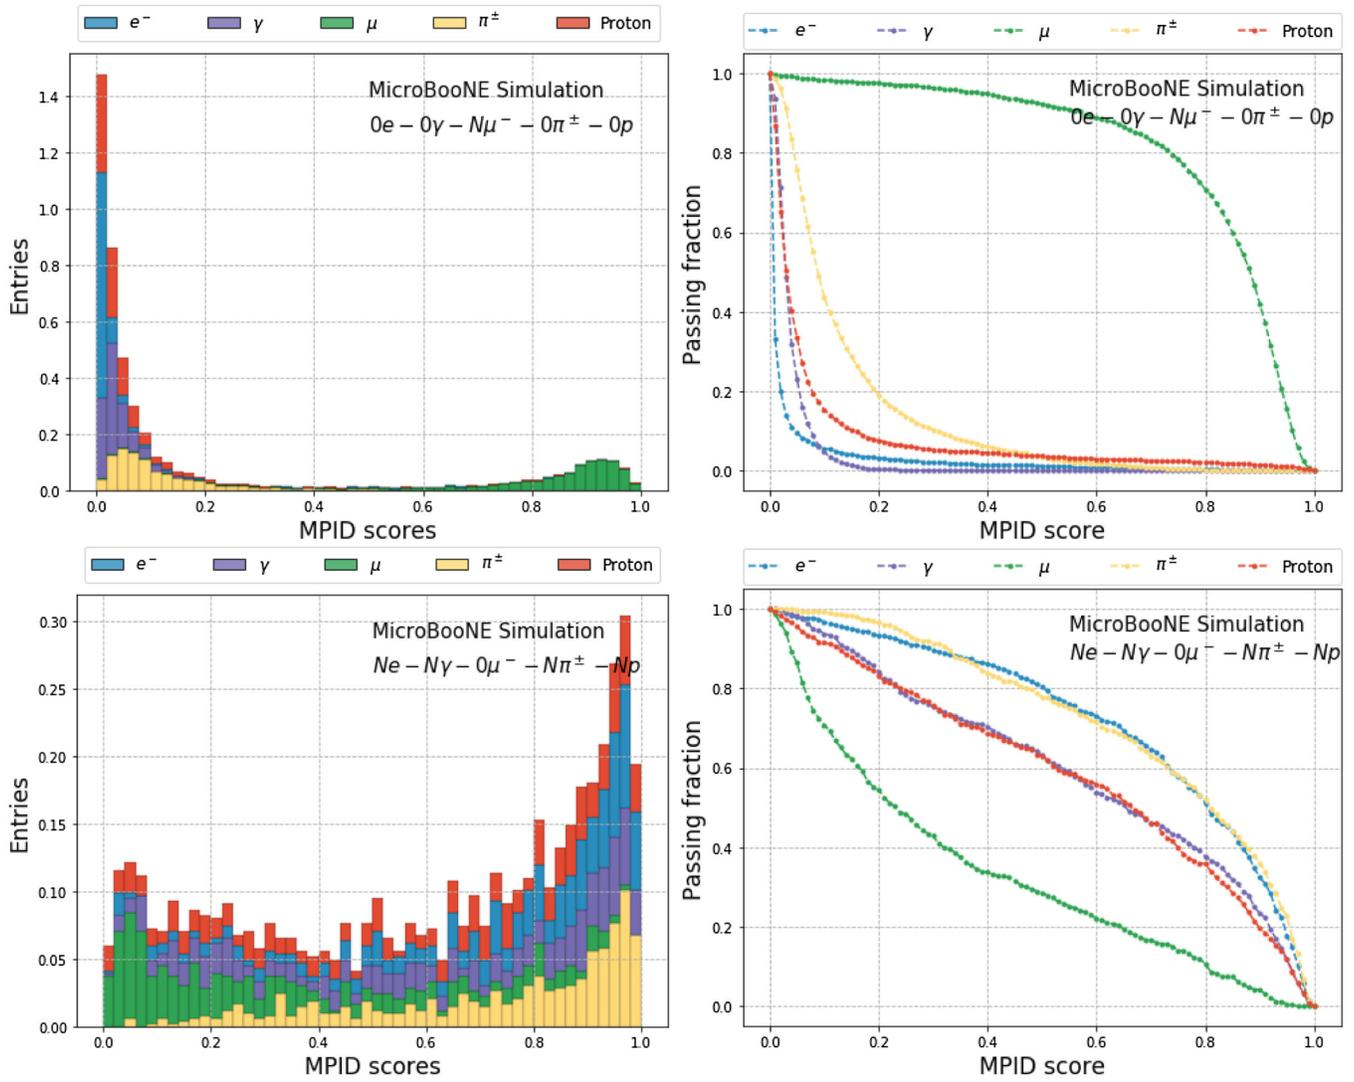 e⁻ γ μ π± Proton
MicroBooNE Simulation
0e − 0γ − Nμ⁻ − 0π± − 0p
Entries
1.4
1.2
1.0
0.8
0.6
0.4
0.2
0.0
0.0 0.2 0.4 0.6 0.8 1.0
MPID scores
e⁻ γ μ π± Proton
MicroBooNE Simulation
0e − 0γ − Nμ⁻ − 0π± − 0p
Passing fraction
1.0
0.8
0.6
0.4
0.2
0.0
0.0 0.2 0.4 0.6 0.8 1.0
MPID score
e⁻ γ μ π± Proton
MicroBooNE Simulation
Ne − Nγ − 0μ⁻ − Nπ± − Np
Entries
0.30
0.25
0.20
0.15
0.10
0.05
0.00
0.0 0.2 0.4 0.6 0.8 1.0
MPID scores
e⁻ γ μ π± Proton
MicroBooNE Simulation
Ne − Nγ − 0μ⁻ − Nπ± − Np
Passing fraction
1.0
0.8
0.6
0.4
0.2
0.0
0.0 0.2 0.4 0.6 0.8 1.0
MPID score